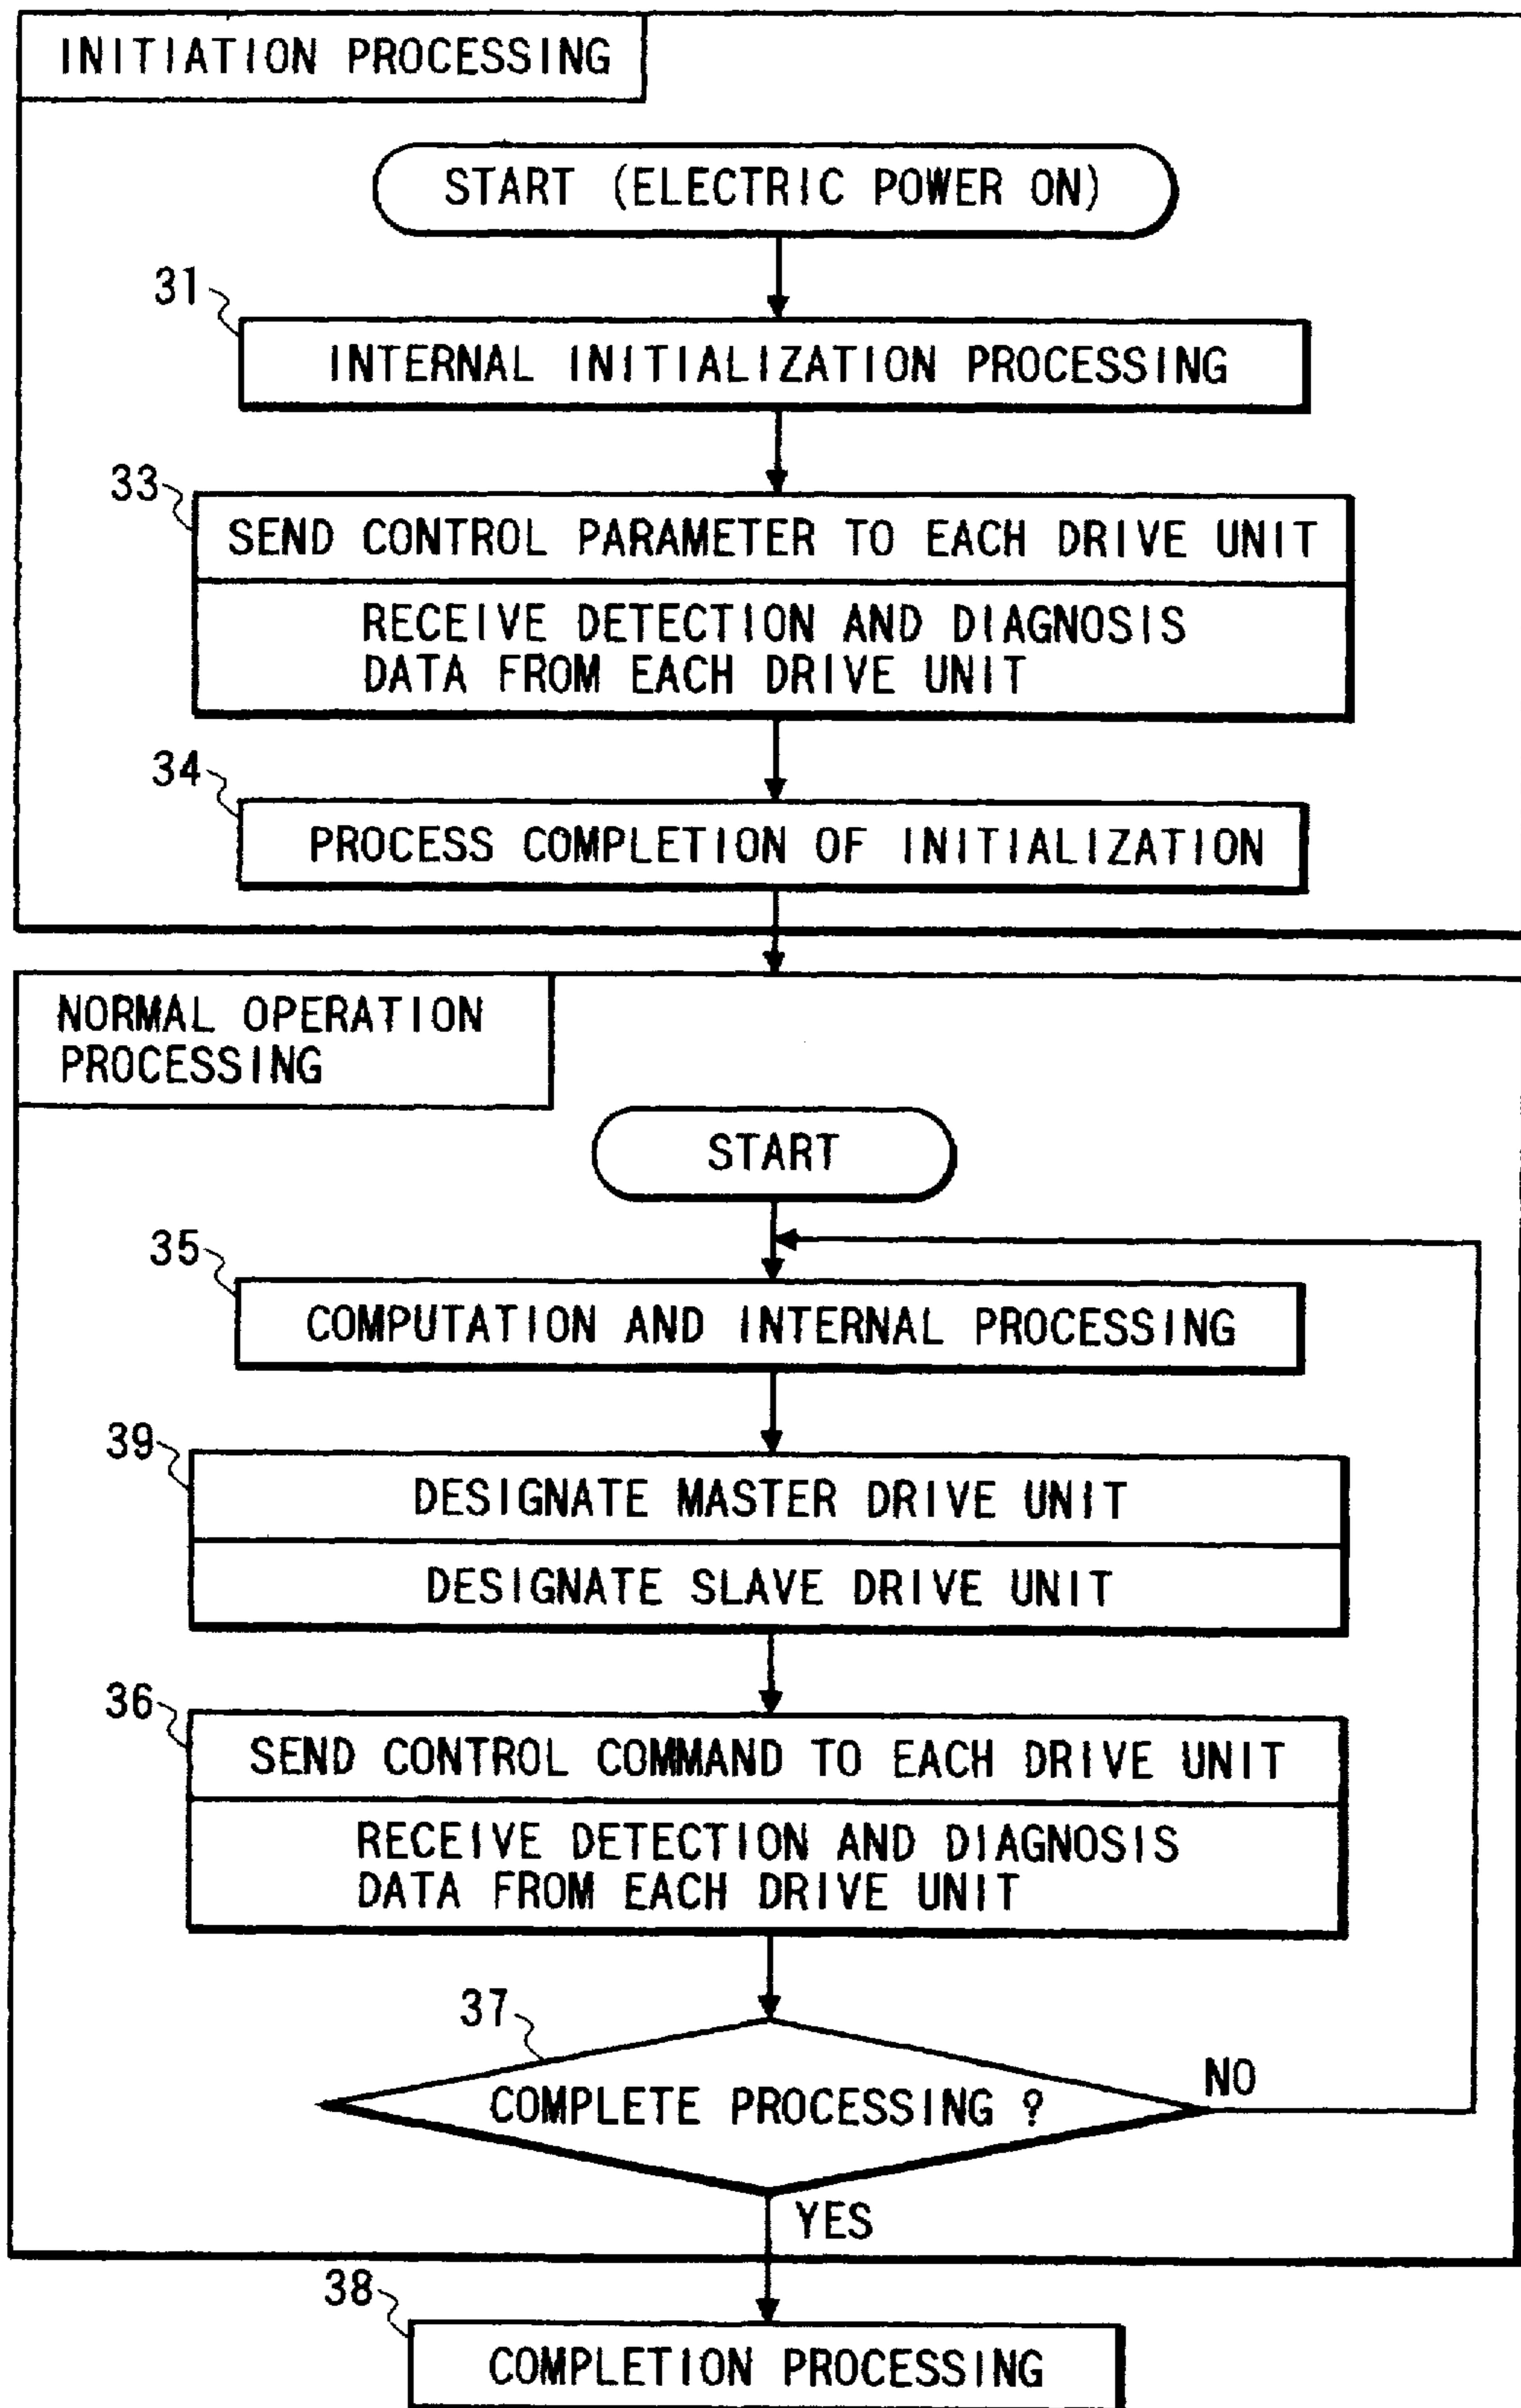 INITIATION PROCESSING
START (ELECTRIC POWER ON)
31
INTERNAL INITIALIZATION PROCESSING
33
SEND CONTROL PARAMETER TO EACH DRIVE UNIT
RECEIVE DETECTION AND DIAGNOSIS
DATA FROM EACH DRIVE UNIT
34
PROCESS COMPLETION OF INITIALIZATION
NORMAL OPERATION
PROCESSING
START
35
COMPUTATION AND INTERNAL PROCESSING
39
DESIGNATE MASTER DRIVE UNIT
DESIGNATE SLAVE DRIVE UNIT
36
SEND CONTROL COMMAND TO EACH DRIVE UNIT
RECEIVE DETECTION AND DIAGNOSIS
DATA FROM EACH DRIVE UNIT
37
COMPLETE PROCESSING ?
NO
YES
38
COMPLETION PROCESSING